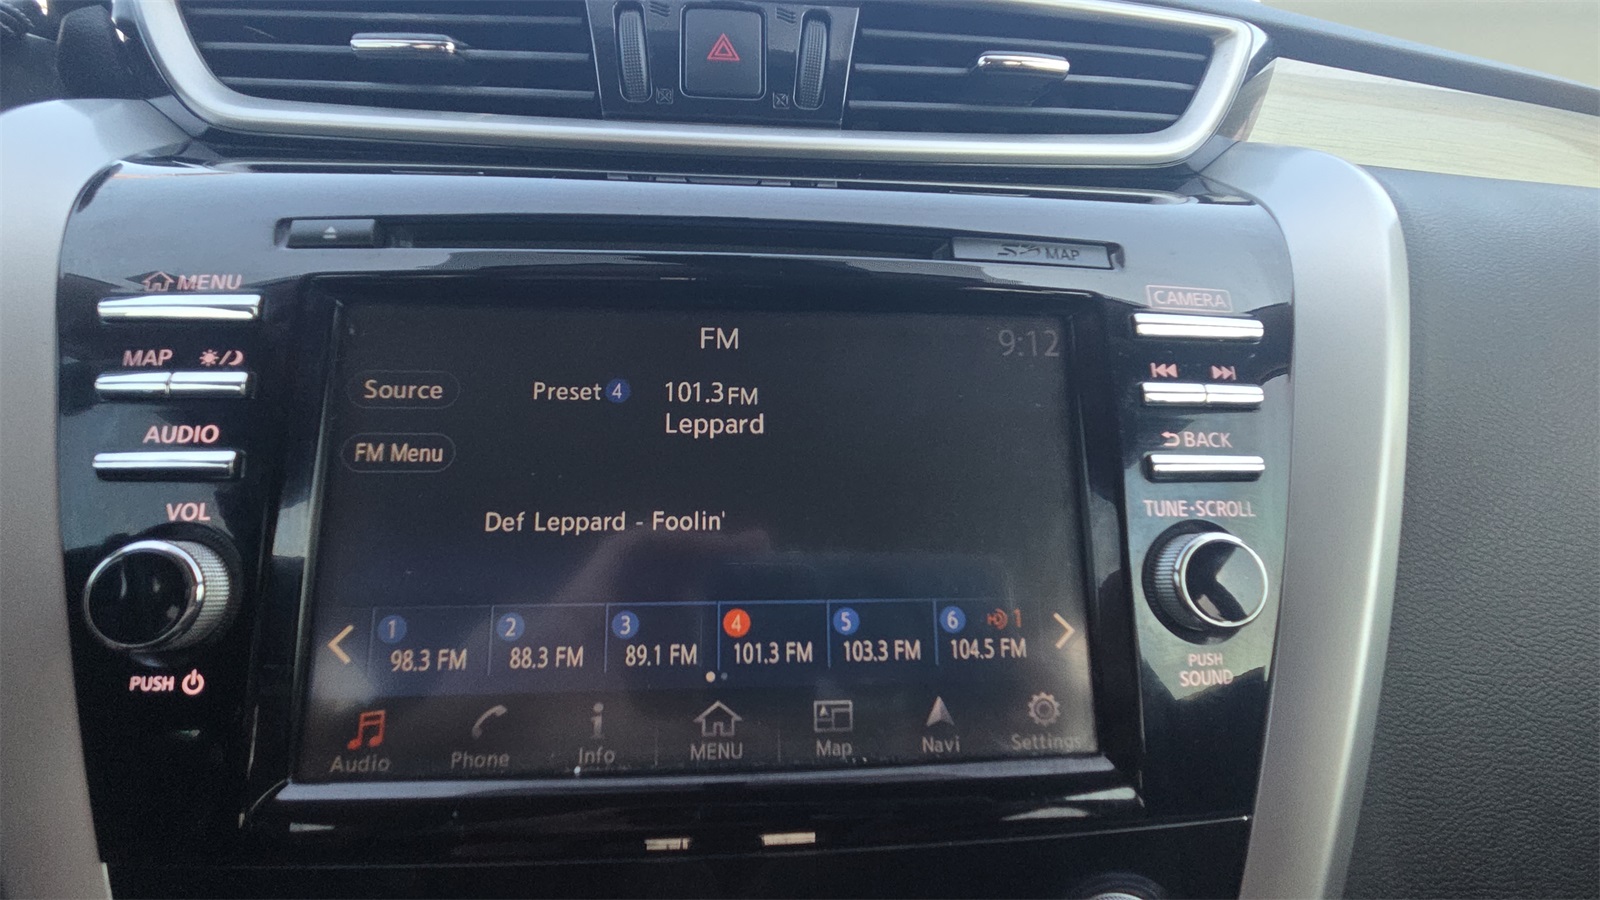 MAP
MENU
CAMERA
MAP
AUDIO
BACK
VOL
TUNE·SCROLL
PUSH
PUSH
SOUND
FM
9:12
Source
Preset 4
101.3 FM
Leppard
FM Menu
Def Leppard - Foolin'
1
98.3 FM
2
88.3 FM
3
89.1 FM
4
101.3 FM
5
103.3 FM
6
HD 1
104.5 FM
Audio
Phone
Info
MENU
Map
Navi
Settings